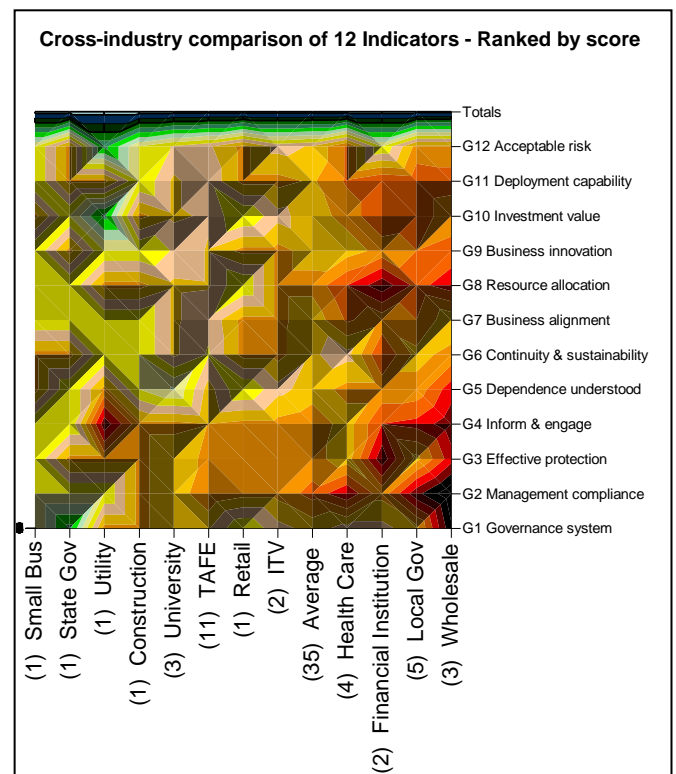 Cross-industry comparison of 12 Indicators - Ranked by score
Totals
G12 Acceptable risk
G11 Deployment capability
G10 Investment value
G9 Business innovation
G8 Resource allocation
G7 Business alignment
G6 Continuity & sustainability
G5 Dependence understood
G4 Inform & engage
G3 Effective protection
G2 Management compliance
G1 Governance system
(1) Small Bus
(1) State Gov
(1) Utility
(1) Construction
(3) University
(11) TAFE
(1) Retail
(2) ITV
(35) Average
(4) Health Care
(2) Financial Institution
(5) Local Gov
(3) Wholesale